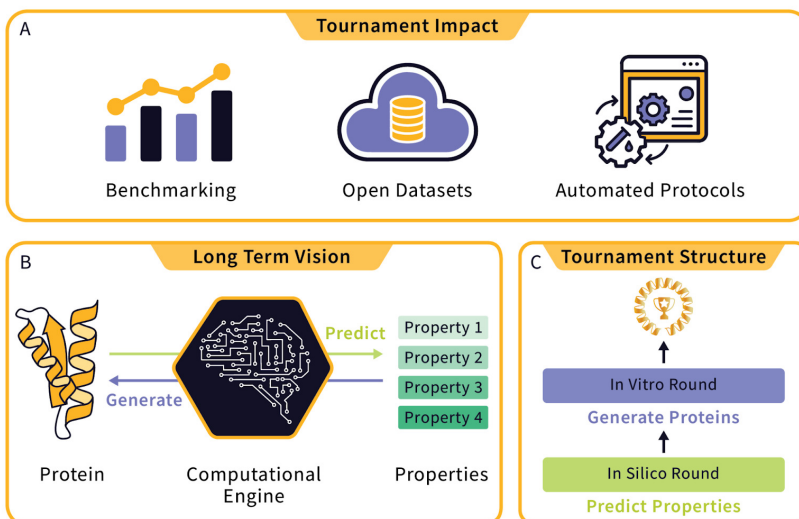 A
Tournament Impact
Benchmarking
Open Datasets
Automated Protocols
B
Long Term Vision
Predict
Generate
Property 1
Property 2
Property 3
Property 4
Protein
Computational
Engine
Properties
C
Tournament Structure
In Vitro Round
Generate Proteins
In Silico Round
Predict Properties